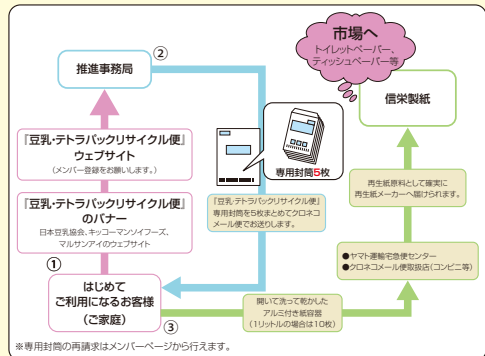 市場へ
トイレットペーパー、
ティッシュペーパー等
②
推進事務局
信栄製紙
専用封筒5枚
『豆乳・テトラパックリサイクル便』
ウェブサイト
(メンバー登録をお願いします。)
『豆乳・テトラパックリサイクル便』
専用封筒を5枚まとめてクロネコ
メール便でお送りします。
再生紙原料として確実に
再生紙メーカーへ届けられます。
『豆乳・テトラパックリサイクル便』
のバナー
日本豆乳協会、キッコーマンソイフーズ、
マルサンアイのウェブサイト
●ヤマト運輸宅急便センター
●クロネコメール便取扱店(コンビニ等)
①
はじめて
ご利用になるお客様
(ご家庭)
③
開いて洗って乾かした
アルミ付き紙容器
(1リットルの場合は10枚)
※専用封筒の再請求はメンバーページから行えます。